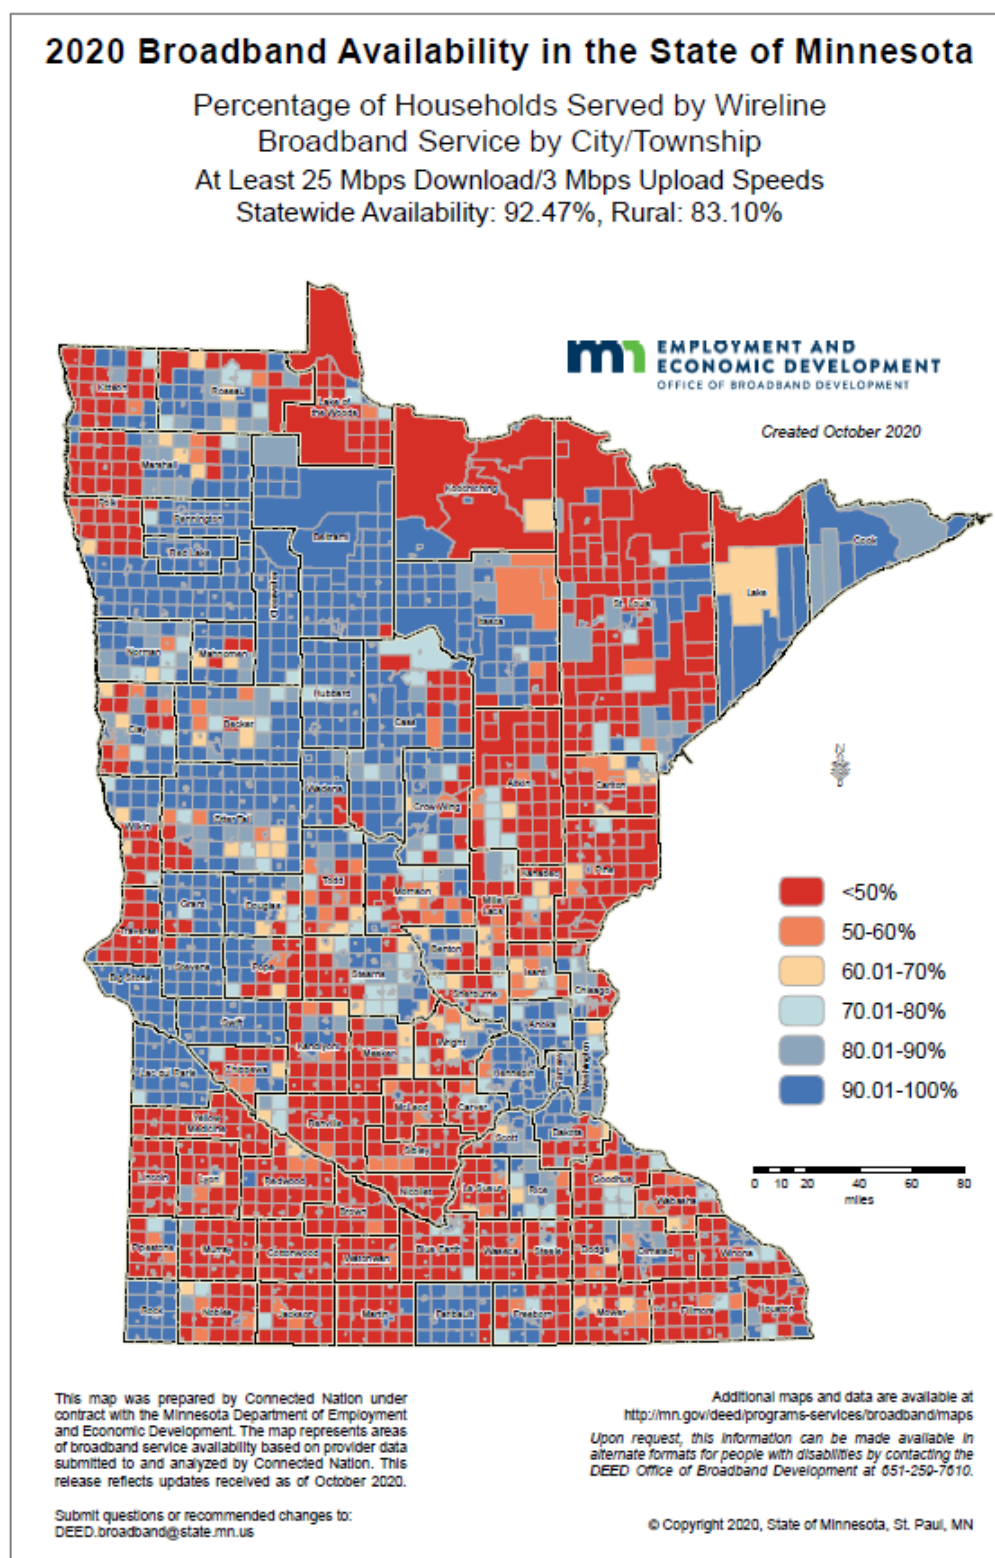 2020 Broadband Availability in the State of Minnesota
Percentage of Households Served by Wireline
Broadband Service by City/Township
At Least 25 Mbps Download/3 Mbps Upload Speeds
Statewide Availability: 92.47%, Rural: 83.10%
mn EMPLOYMENT AND
ECONOMIC DEVELOPMENT
OFFICE OF BROADBAND DEVELOPMENT
Created October 2020
Kittson
Roseau
Lake of
the Woods
Marshall
Koochiching
Polk
Pennington
Beltrami
Red Lake
Cook
Clearwater
Lake
Itasca
St. Louis
Norman
Mahnomen
Hubbard
Cass
Clay
Becker
Aitkin
Wadena
Carlton
Crow Wing
Wilkin
Otter Tail
Todd
Kanabec
Pine
Morrison
Mille
Lacs
Grant
Douglas
Traverse
Benton
Big Stone
Stevens
Pope
Stearns
Isanti
Sherburne
Chisago
Swift
Anoka
Kandiyohi
Meeker
Wright
Hennepin
Ramsey
Washington
Lac qui Parle
Chippewa
McLeod
Carver
Yellow
Medicine
Renville
Scott
Dakota
Sibley
Lincoln
Lyon
Redwood
Nicollet
Le Sueur
Rice
Goodhue
Wabasha
Brown
Pipestone
Murray
Cottonwood
Watonwan
Blue Earth
Waseca
Steele
Dodge
Olmsted
Winona
Rock
Nobles
Jackson
Martin
Faribault
Freeborn
Mower
Fillmore
Houston
<50%
50-60%
60.01-70%
70.01-80%
80.01-90%
90.01-100%
0 10 20 40 60 80
miles
This map was prepared by Connected Nation under
contract with the Minnesota Department of Employment
and Economic Development. The map represents areas
of broadband service availability based on provider data
submitted to and analyzed by Connected Nation. This
release reflects updates received as of October 2020.
Submit questions or recommended changes to:
DEED.broadband@state.mn.us
Additional maps and data are available at
http://mn.gov/deed/programs-services/broadband/maps
Upon request, this information can be made available in
alternate formats for people with disabilities by contacting the
DEED Office of Broadband Development at 651-259-7610.
© Copyright 2020, State of Minnesota, St. Paul, MN